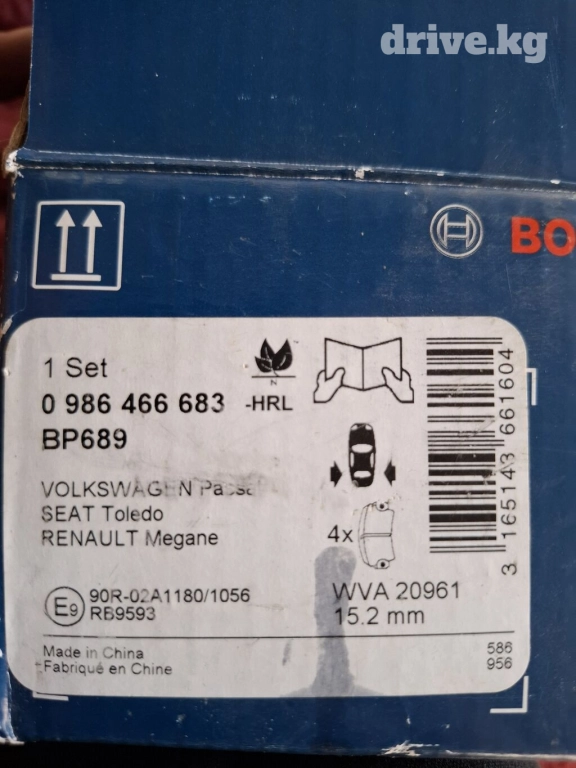 drive.kg
BO
1 Set
0 986 466 683 -HRL
N
BP689
VOLKSWAGEN
SEAT Toledo
RENAULT Megane
4x
E9
90R-02A1180/1056
RB9593
WVA 20961
15.2 mm
3 165143 661604
Made in China
Fabriqué en Chine
586
956